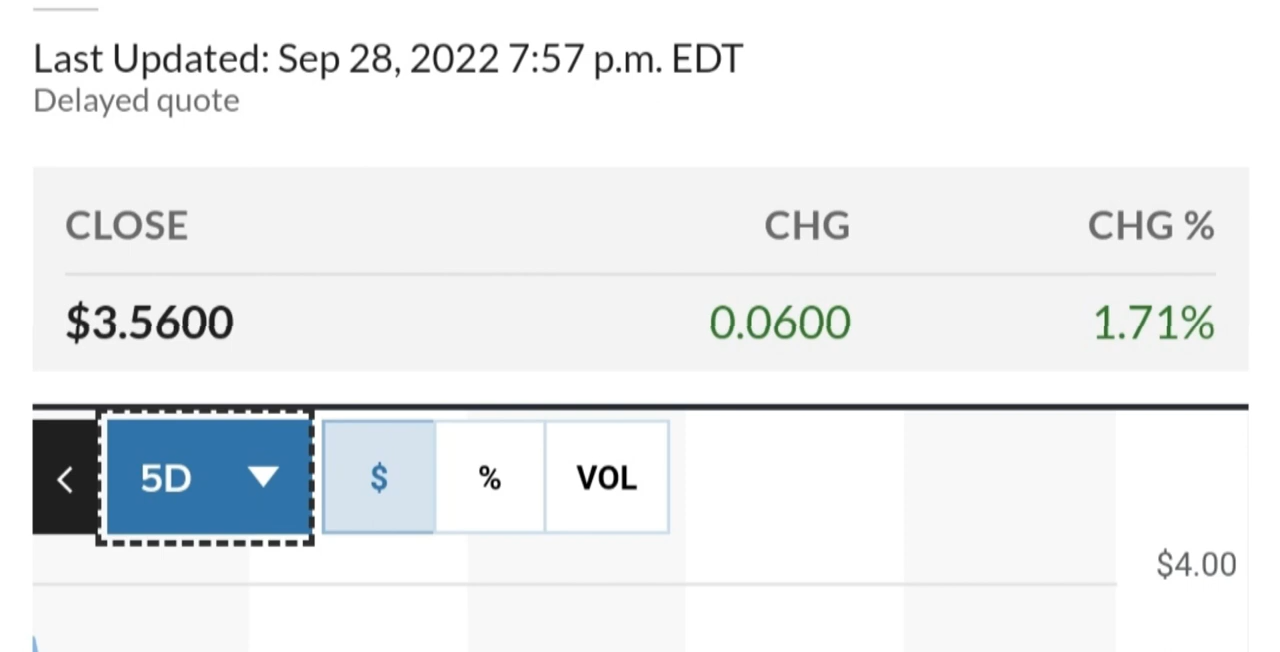 Last Updated: Sep 28, 2022 7:57 p.m. EDT
Delayed quote
CLOSE CHG CHG %
$3.5600 0.0600 1.71%
5D $ % VOL
$4.00